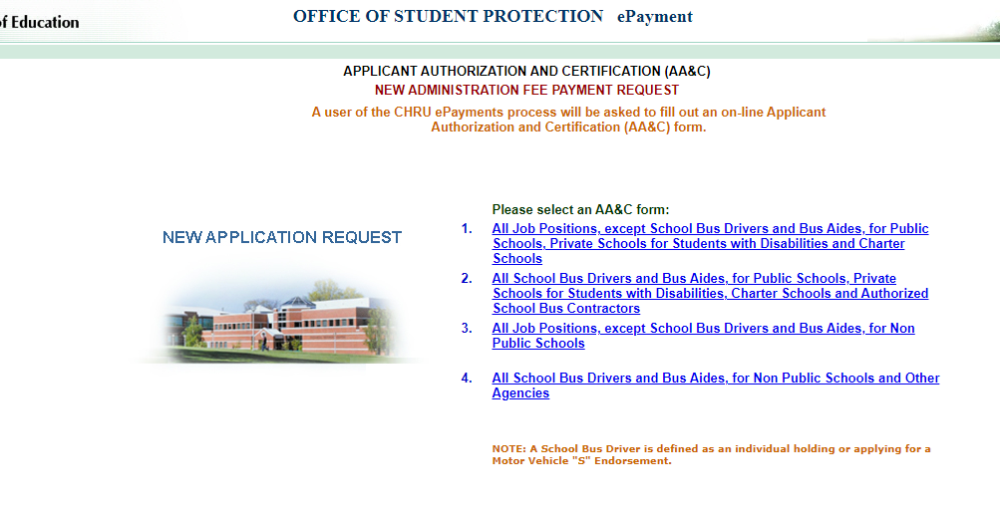 of Education
OFFICE OF STUDENT PROTECTION ePayment
APPLICANT AUTHORIZATION AND CERTIFICATION (AA&C)
NEW ADMINISTRATION FEE PAYMENT REQUEST
A user of the CHRU ePayments process will be asked to fill out an on-line Applicant
Authorization and Certification (AA&C) form.
NEW APPLICATION REQUEST
Please select an AA&C form:
1. All Job Positions, except School Bus Drivers and Bus Aides, for Public
Schools, Private Schools for Students with Disabilities and Charter
Schools
2. All School Bus Drivers and Bus Aides, for Public Schools, Private
Schools for Students with Disabilities, Charter Schools and Authorized
School Bus Contractors
3. All Job Positions, except School Bus Drivers and Bus Aides, for Non
Public Schools
4. All School Bus Drivers and Bus Aides, for Non Public Schools and Other
Agencies
NOTE: A School Bus Driver is defined as an individual holding or applying for a
Motor Vehicle "S" Endorsement.